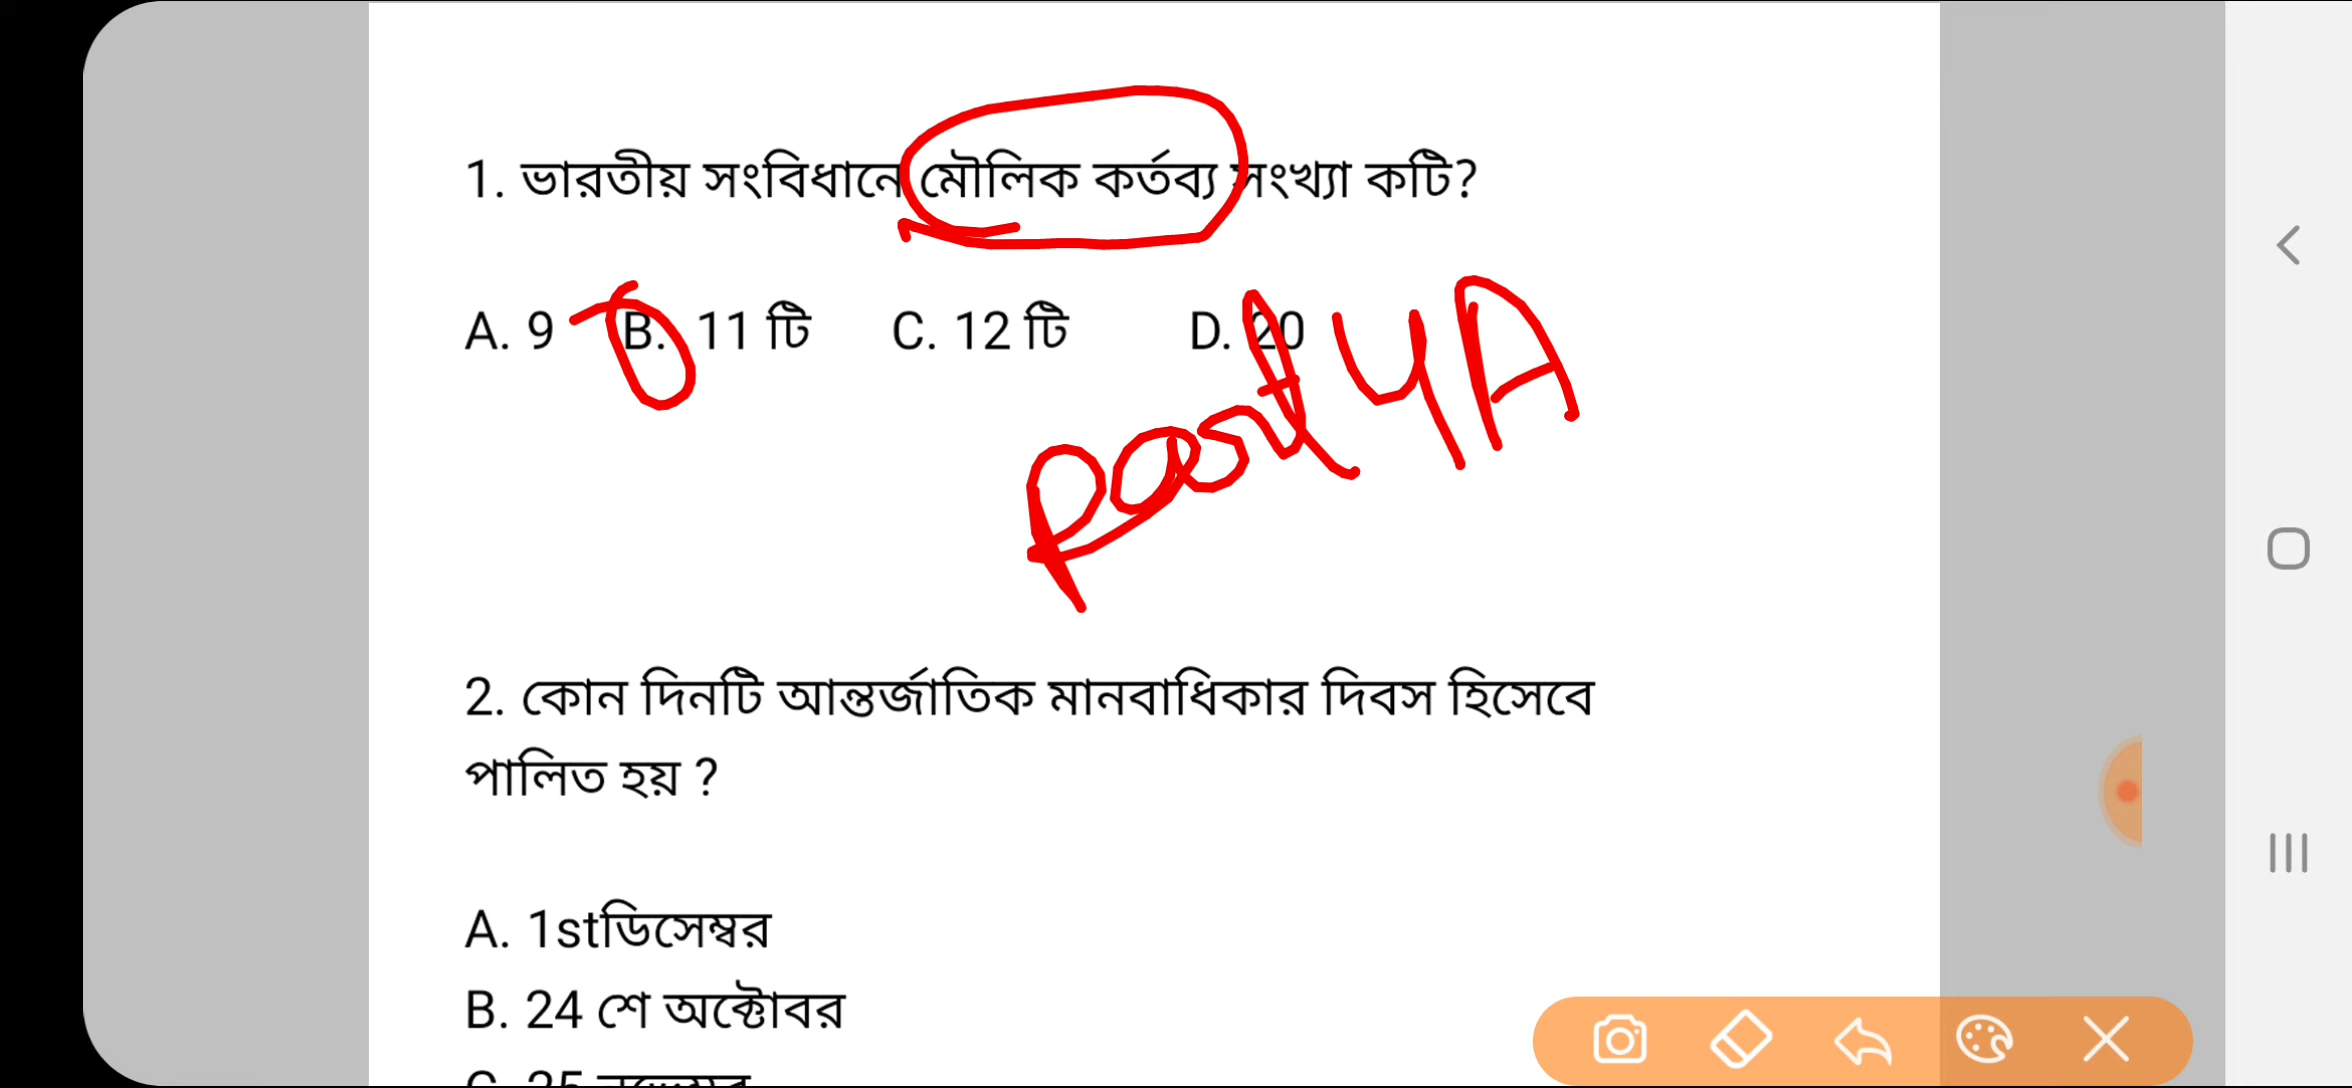 1. ভারতীয় সংবিধানে মৌলিক কর্তব্য সংখ্যা কটি?
A. 9 B. 11 টি C. 12 টি D. 20
Part 4A
2. কোন দিনটি আন্তর্জাতিক মানবাধিকার দিবস হিসেবে
পালিত হয় ?
A. 1stডিসেম্বর
B. 24 শে অক্টোবর